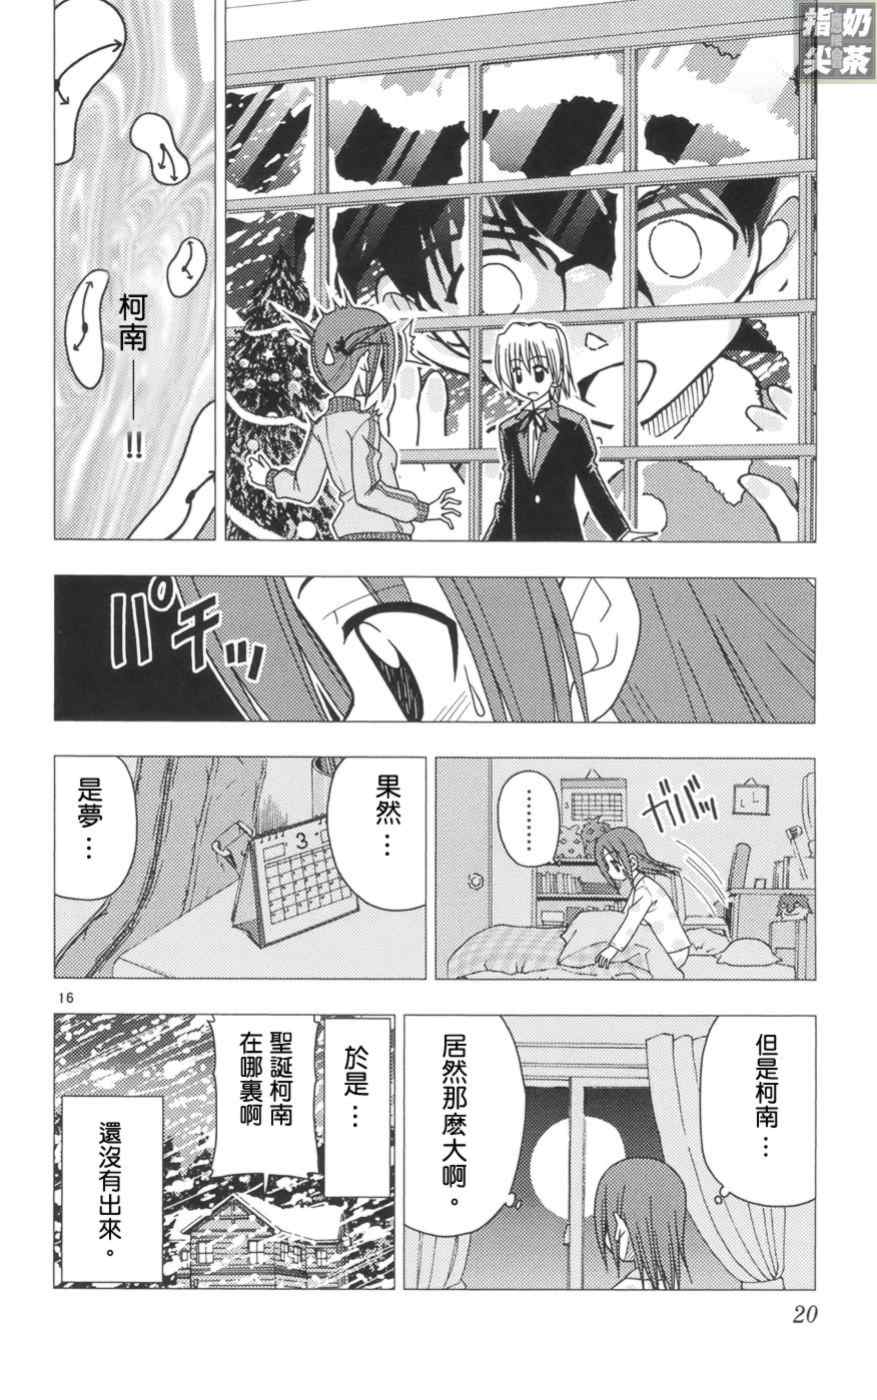 指奶
尖茶
柯南──!!
パチッ
ガバッ
………
3
果然…
是夢…
16
但是柯南…
居然那麽大啊。
於是…
聖誕柯南
在哪裏啊
還沒有出來。
20